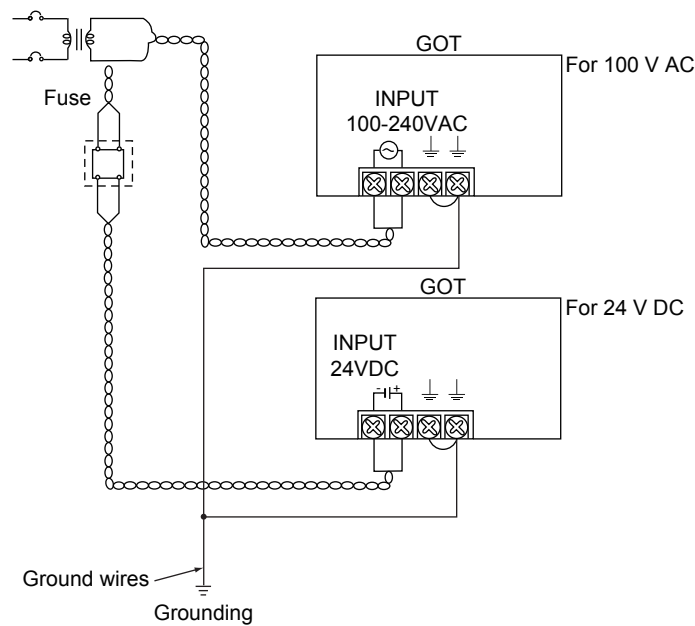 GOT
For 100 V AC
INPUT
100-240VAC
Fuse
GOT
For 24 V DC
INPUT
24VDC
- +
Ground wires
Grounding